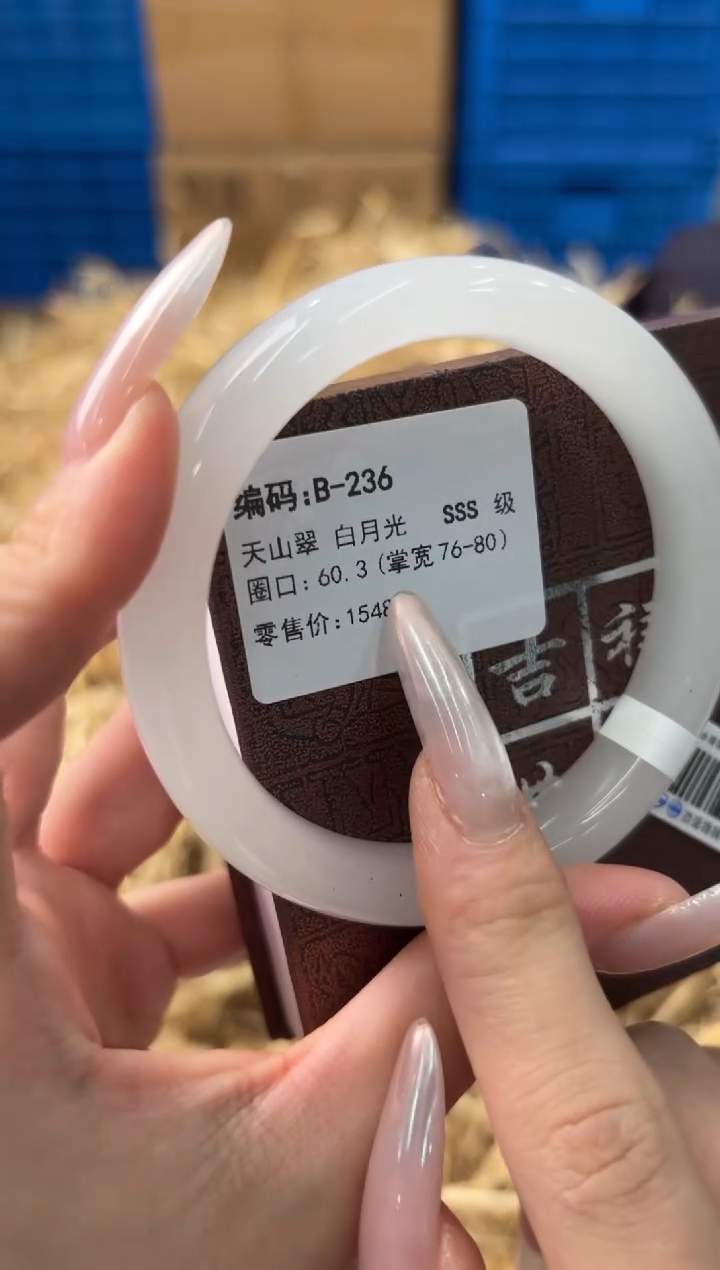 编码:B-236
天山翠 白月光 SSS 级
圈口: 60.3 (掌宽76-80)
零售价:1548
吉